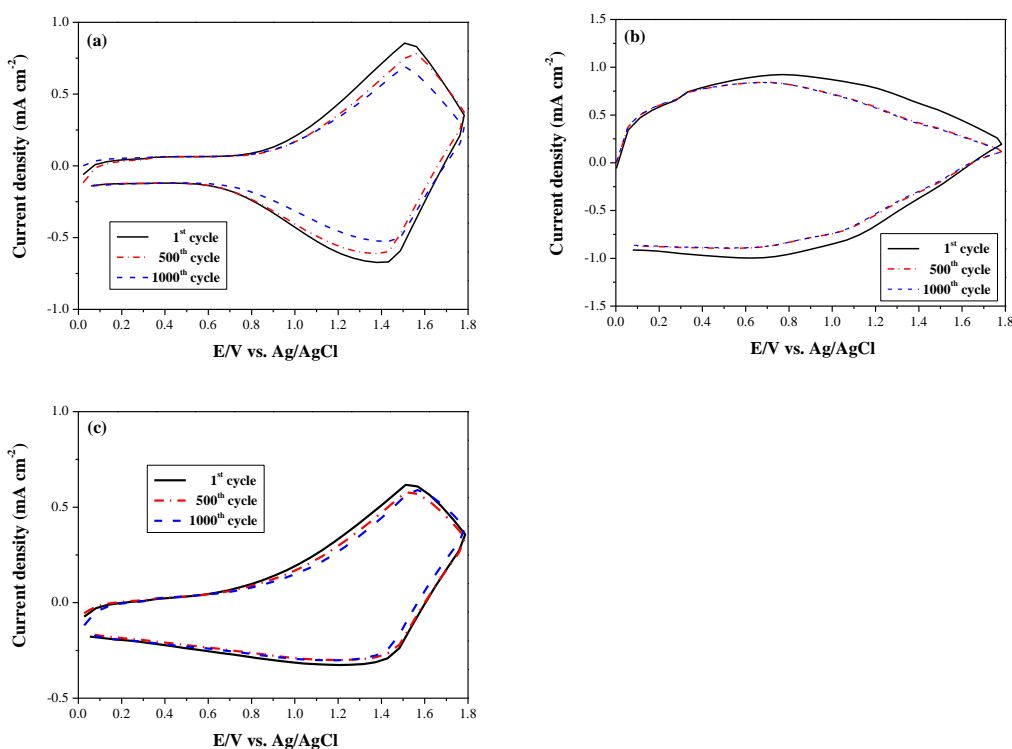 (a)
1.0
0.5
0.0
-0.5
-1.0
Current density (mA cm⁻²)
1ˢᵗ cycle
500ᵗʰ cycle
1000ᵗʰ cycle
0.0 0.2 0.4 0.6 0.8 1.0 1.2 1.4 1.6 1.8
E/V vs. Ag/AgCl
(b)
1.5
1.0
0.5
0.0
-0.5
-1.0
-1.5
Current density (mA cm⁻²)
1ˢᵗ cycle
500ᵗʰ cycle
1000ᵗʰ cycle
0.0 0.2 0.4 0.6 0.8 1.0 1.2 1.4 1.6 1.8
E/V vs. Ag/AgCl
(c)
1.0
0.5
0.0
-0.5
Current density (mA cm⁻²)
1ˢᵗ cycle
500ᵗʰ cycle
1000ᵗʰ cycle
0.0 0.2 0.4 0.6 0.8 1.0 1.2 1.4 1.6 1.8
E/V vs. Ag/AgCl